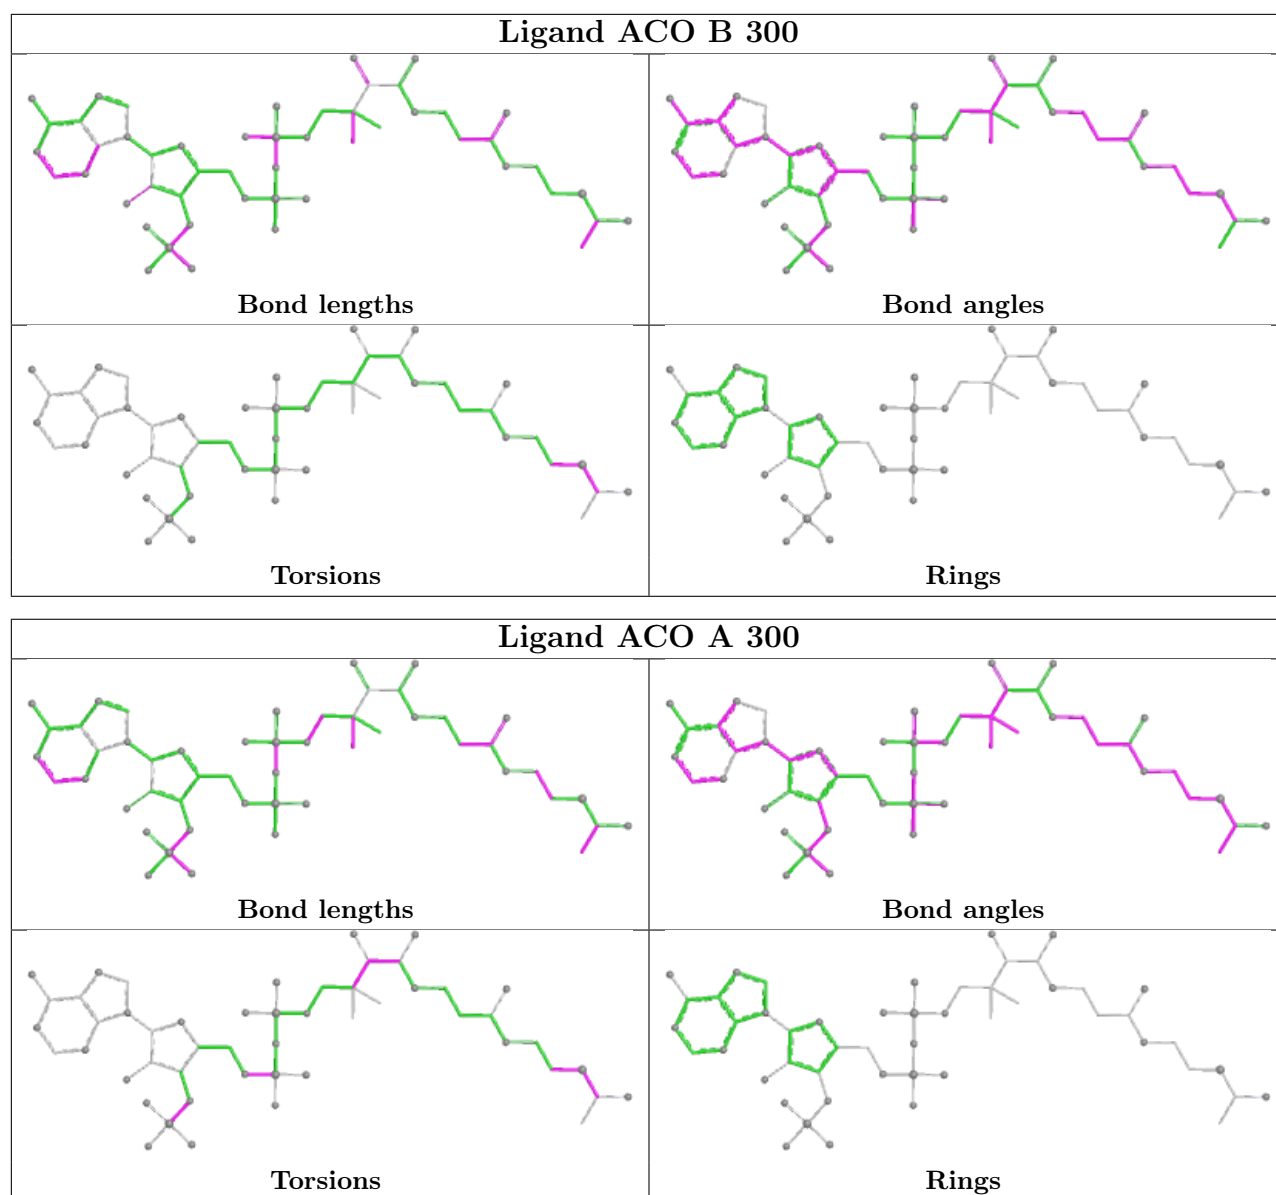 Ligand ACO B 300
Bond lengths
Bond angles
Torsions
Rings
Ligand ACO A 300
Bond lengths
Bond angles
Torsions
Rings